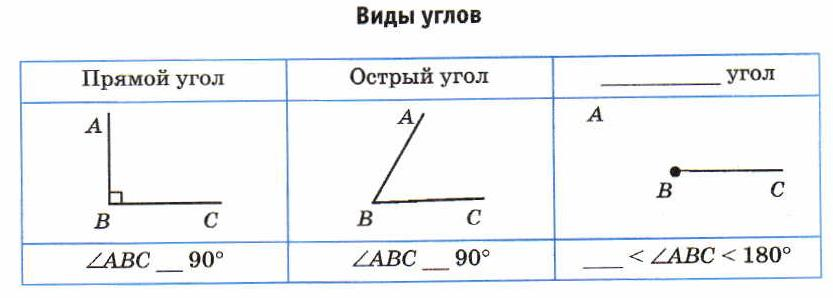 Виды углов
Прямой угол
Острый угол
__________ угол
A
B
C
A
B
C
A
B
C
∠ABC __ 90°
∠ABC __ 90°
___ < ∠ABC < 180°